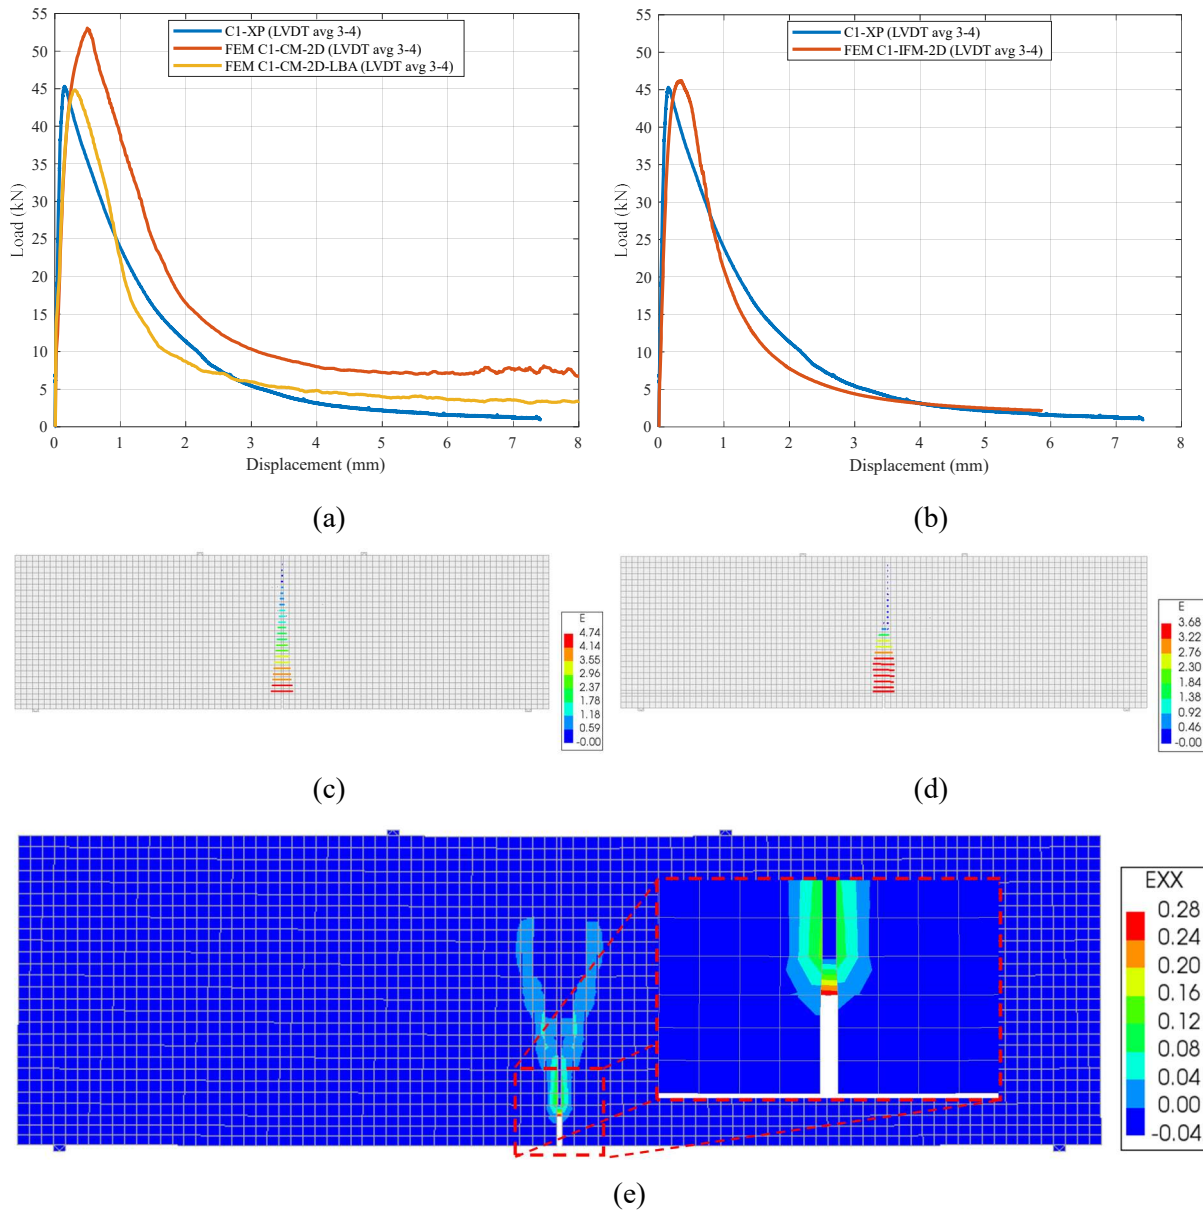 55
50
45
40
35
30
25
20
15
10
5
0
Load (kN)
C1-XP (LVDT avg 3-4)
FEM C1-CM-2D (LVDT avg 3-4)
FEM C1-CM-2D-LBA (LVDT avg 3-4)
0 1 2 3 4 5 6 7 8
Displacement (mm)
(a)
55
50
45
40
35
30
25
20
15
10
5
0
Load (kN)
C1-XP (LVDT avg 3-4)
FEM C1-IFM-2D (LVDT avg 3-4)
0 1 2 3 4 5 6 7 8
Displacement (mm)
(b)
E
4.74
4.14
3.55
2.96
2.37
1.78
1.18
0.59
-0.00
(c)
E
3.68
3.22
2.76
2.30
1.84
1.38
0.92
0.46
-0.00
(d)
EXX
0.28
0.24
0.20
0.16
0.12
0.08
0.04
0.00
-0.04
(e)